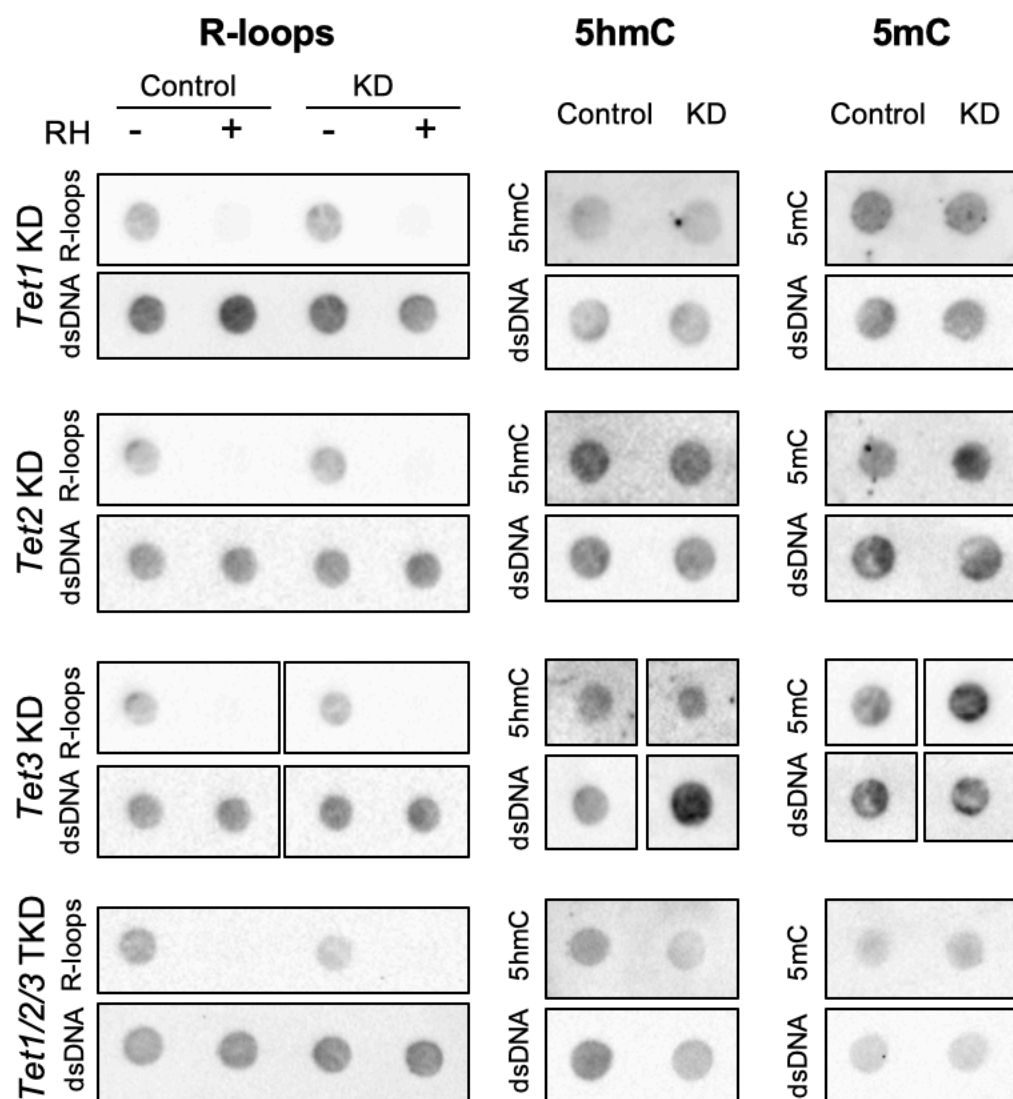 R-loops 5hmC 5mC
Control KD
Control KD Control KD
RH - + - +
Tet1 KD
R-loops 5hmC 5mC
dsDNA dsDNA dsDNA
Tet2 KD
R-loops 5hmC 5mC
dsDNA dsDNA dsDNA
Tet3 KD
R-loops 5hmC 5mC
dsDNA dsDNA dsDNA
Tet1/2/3 TKD
R-loops 5hmC 5mC
dsDNA dsDNA dsDNA